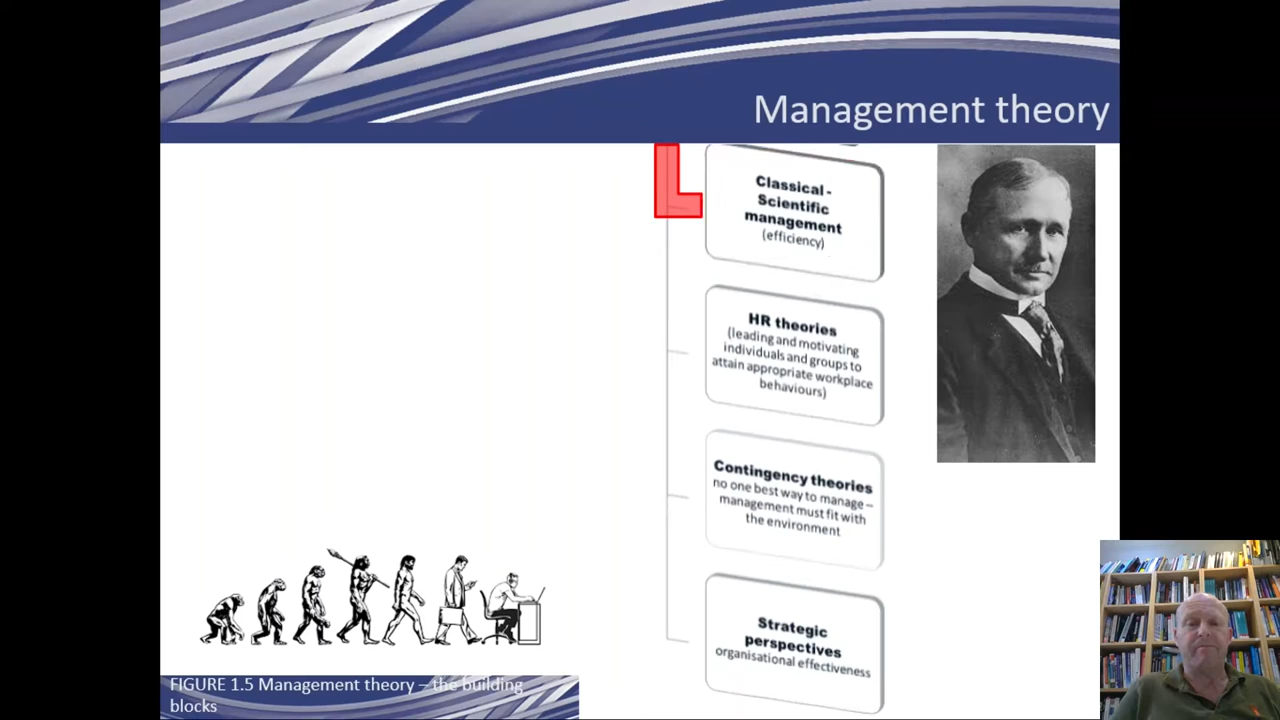 Management theory
Classical -
Scientific
management
(efficiency)
HR theories
(leading and motivating
individuals and groups to
attain appropriate workplace
behaviours)
Contingency theories
no one best way to manage –
management must fit with
the environment
Strategic
perspectives
organisational effectiveness
FIGURE 1.5 Management theory – the building
blocks